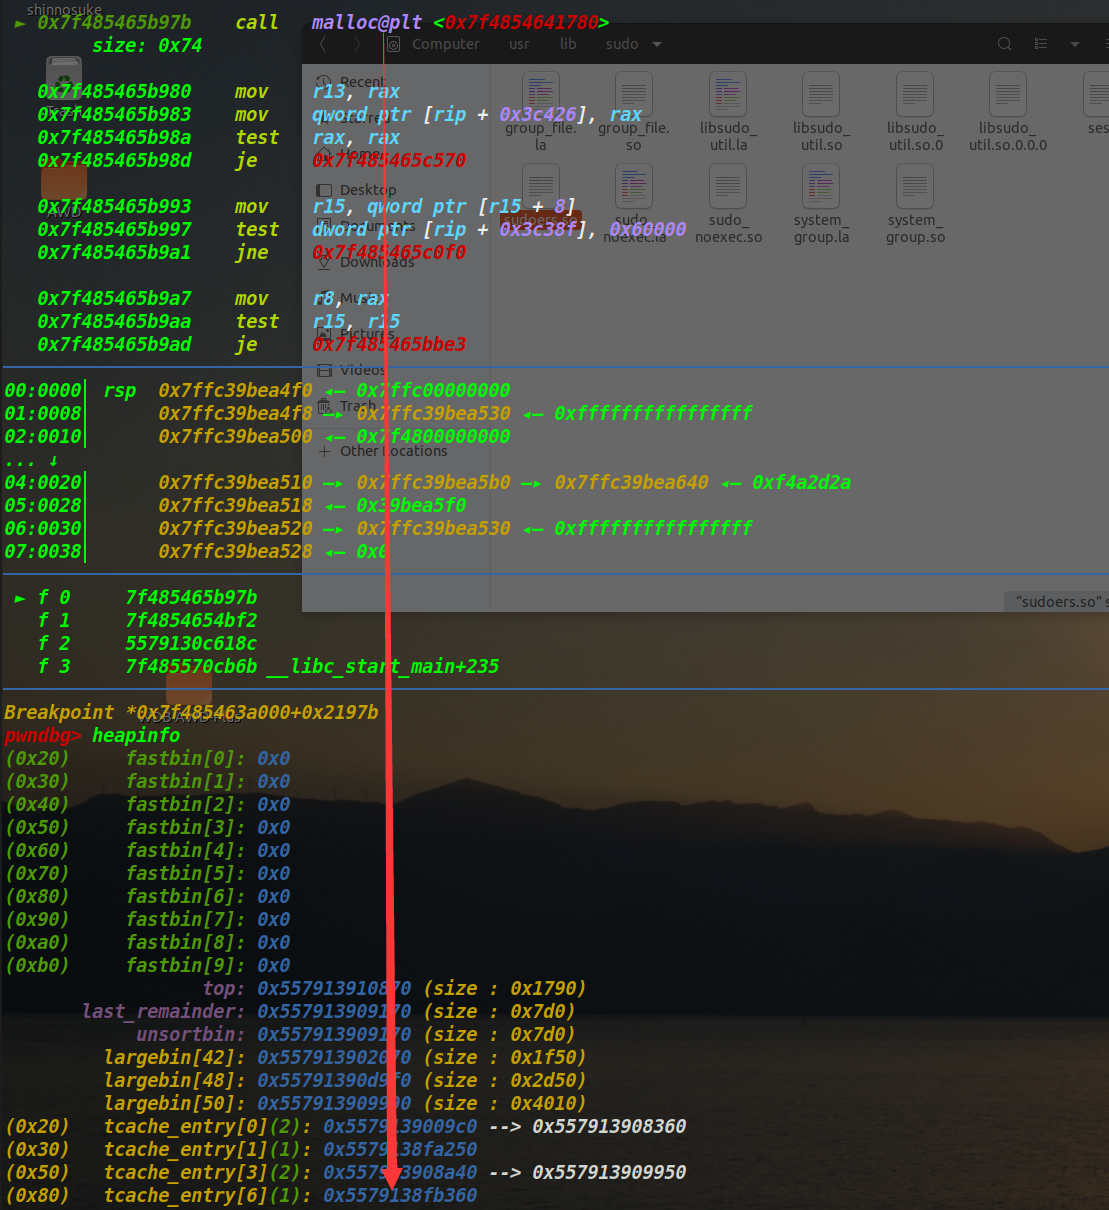 shinnosuke
► 0x7f485465b97b call malloc@plt <0x7f4854641780>
size: 0x74
Computer usr lib sudo
0x7f485465b980 mov r13, rax
Recent
0x7f485465b983 mov qword ptr [rip + 0x3c426], rax
0x7f485465b98a test rax, rax
0x7f485465b98d je 0x7f485465c570
group_file.la group_file.so libsudo_util.la libsudo_util.so libsudo_util.so.0 libsudo_util.so.0.0.0 ses
Desktop
0x7f485465b993 mov r15, qword ptr [r15 + 8]
AWD
sudoers.so sudo_noexec.la sudo_noexec.so system_group.la system_group.so
0x7f485465b997 test dword ptr [rip + 0x3c38f], 0x60000
0x7f485465b9a1 jne 0x7f485465c0f0
Downloads
0x7f485465b9a7 mov r8, rax
0x7f485465b9aa test r15, r15
Pictures
0x7f485465b9ad je 0x7f485465bbe3
Videos
00:0000│ rsp 0x7ffc39bea4f0 ◂— 0x7ffc00000000
Trash
01:0008│ 0x7ffc39bea4f8 —▸ 0x7ffc39bea530 ◂— 0xffffffffffffffff
02:0010│ 0x7ffc39bea500 ◂— 0x7f4800000000
Other Locations
... ↓
04:0020│ 0x7ffc39bea510 —▸ 0x7ffc39bea5b0 —▸ 0x7ffc39bea640 ◂— 0xf4a2d2a
05:0028│ 0x7ffc39bea518 ◂— 0x39bea5f0
06:0030│ 0x7ffc39bea520 —▸ 0x7ffc39bea530 ◂— 0xffffffffffffffff
07:0038│ 0x7ffc39bea528 ◂— 0x0
► f 0 7f485465b97b
"sudoers.so" s
f 1 7f4854654bf2
f 2 5579130c618c
f 3 7f485570cb6b __libc_start_main+235
Breakpoint *0x7f485463a000+0x2197b
pwndbg> heapinfo
(0x20) fastbin[0]: 0x0
(0x30) fastbin[1]: 0x0
(0x40) fastbin[2]: 0x0
(0x50) fastbin[3]: 0x0
(0x60) fastbin[4]: 0x0
(0x70) fastbin[5]: 0x0
(0x80) fastbin[6]: 0x0
(0x90) fastbin[7]: 0x0
(0xa0) fastbin[8]: 0x0
(0xb0) fastbin[9]: 0x0
top: 0x557913910870 (size : 0x1790)
last_remainder: 0x557913909170 (size : 0x7d0)
unsortbin: 0x557913909170 (size : 0x7d0)
largebin[42]: 0x557913902070 (size : 0x1f50)
largebin[48]: 0x55791390d9f0 (size : 0x2d50)
largebin[50]: 0x557913909990 (size : 0x4010)
(0x20) tcache_entry[0](2): 0x5579139009c0 --> 0x557913908360
(0x30) tcache_entry[1](1): 0x5579138fa250
(0x50) tcache_entry[3](2): 0x557913908a40 --> 0x557913909950
(0x80) tcache_entry[6](1): 0x5579138fb360